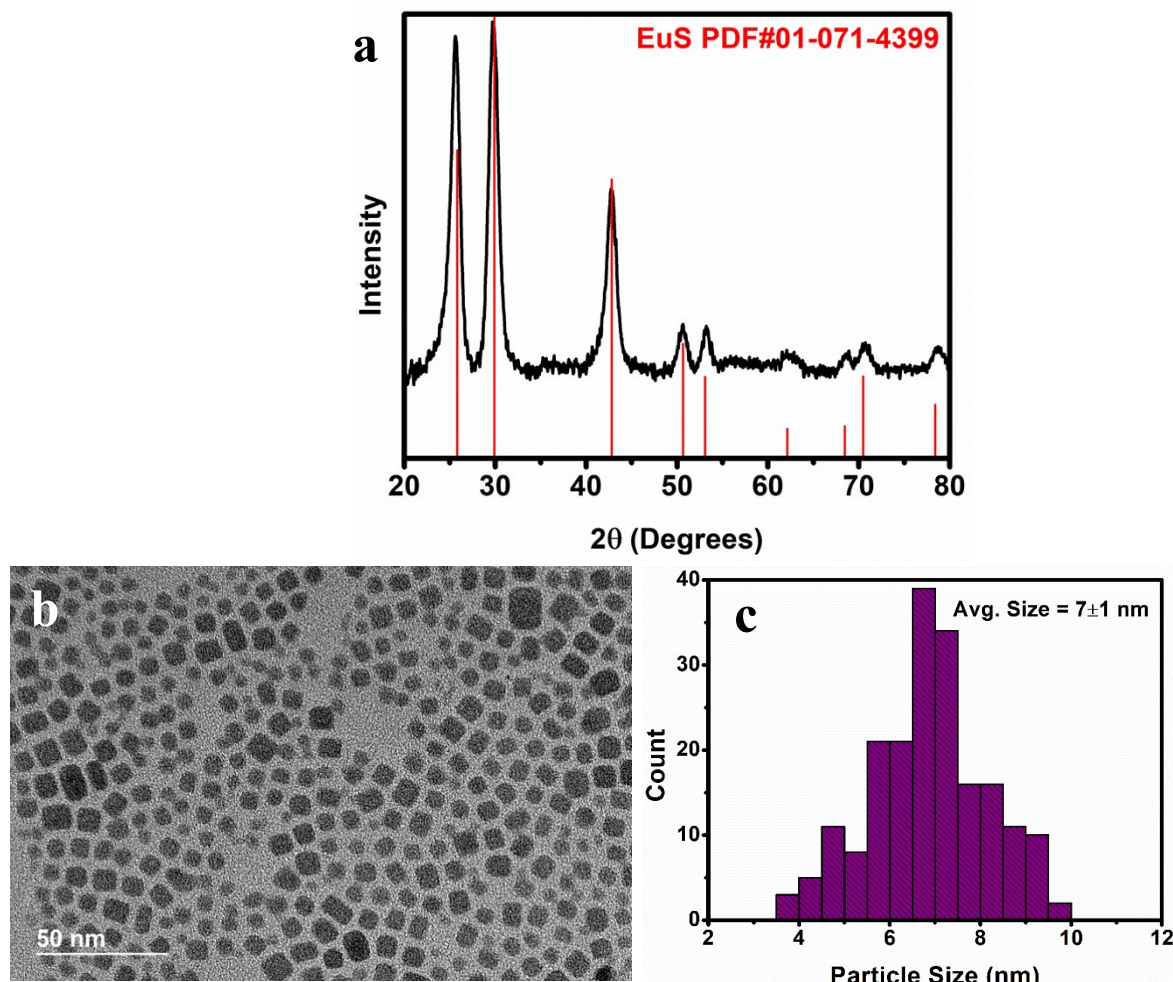 a
EuS PDF#01-071-4399
Intensity
20 30 40 50 60 70 80
2θ (Degrees)
b
50 nm
c
Avg. Size = 7±1 nm
40
30
20
10
0
Count
2 4 6 8 10 12
Particle Size (nm)